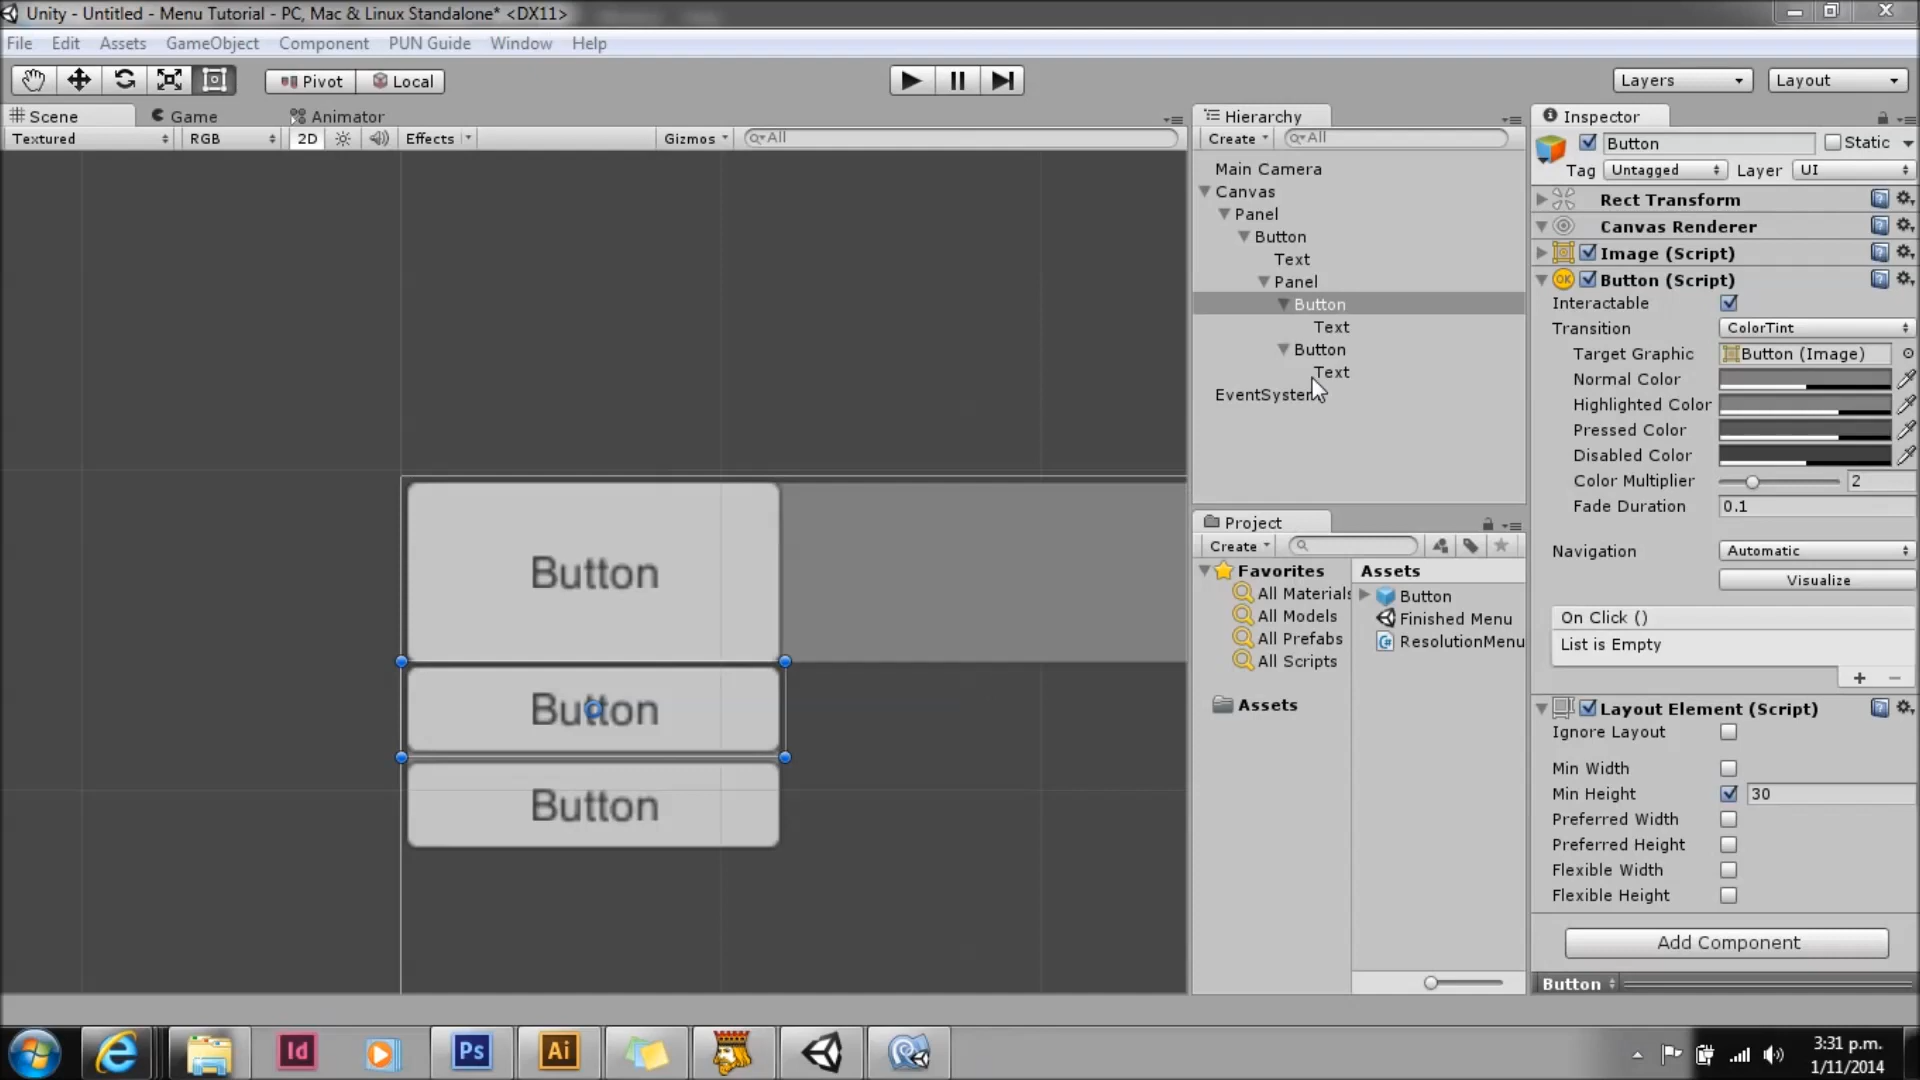 Unity - Untitled - Menu Tutorial - PC, Mac & Linux Standalone* <DX11>
File Edit Assets GameObject Component PUN Guide Window Help
Pivot Local Layers Layout
Scene Game Animator
Textured RGB 2D Effects Gizmos All
Hierarchy
Create All
Main Camera
Canvas
Panel
Button
Text
Panel
Button
Text
Button
Text
EventSystem
Button
Button
Button
Project
Create
Favorites
All Materials
All Models
All Prefabs
All Scripts
Assets
Assets
Button
Finished Menu
ResolutionMenu
Inspector
Button Static
Tag Untagged Layer UI
Rect Transform
Canvas Renderer
Image (Script)
OK Button (Script)
Interactable
Transition ColorTint
Target Graphic Button (Image)
Normal Color
Highlighted Color
Pressed Color
Disabled Color
Color Multiplier 2
Fade Duration 0.1
Navigation Automatic
Visualize
On Click ()
List is Empty
+ −
Layout Element (Script)
Ignore Layout
Min Width
Min Height 30
Preferred Width
Preferred Height
Flexible Width
Flexible Height
Add Component
Button
Id Ps Ai
3:31 p.m.
1/11/2014